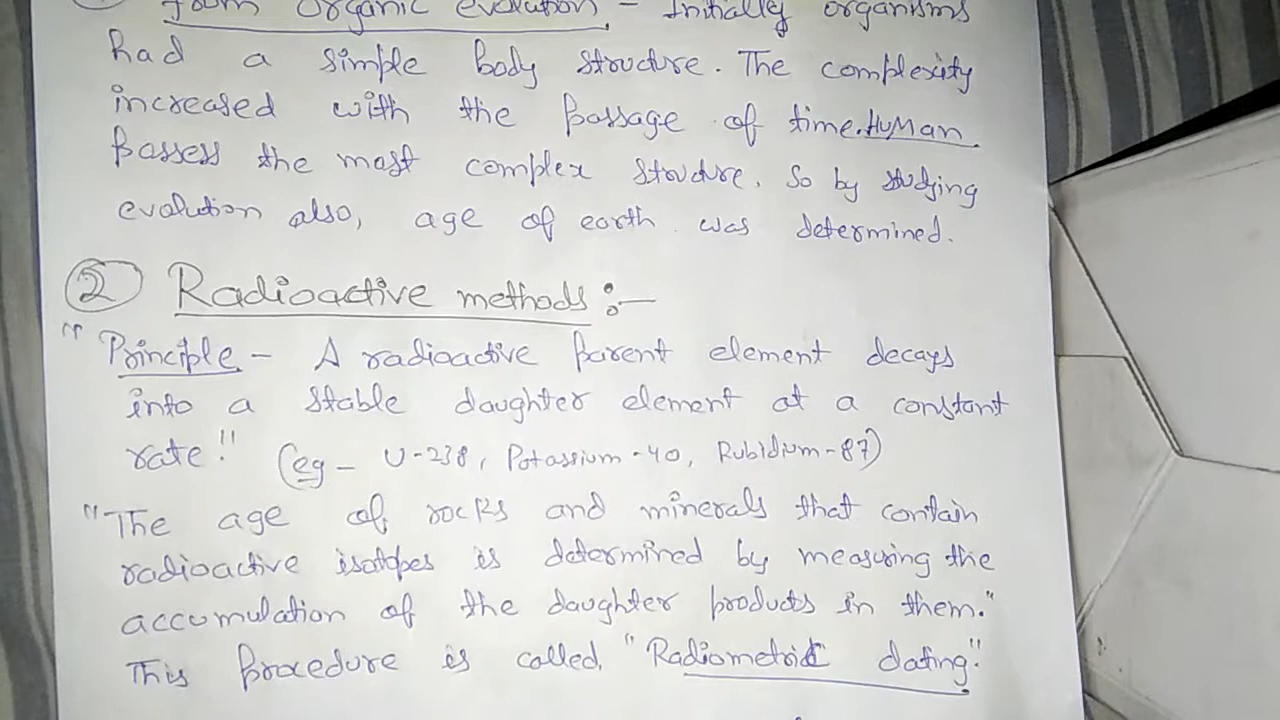 from organic evolution - Initially organisms
had a simple body structure. The complexity
increased with the passage of time. HuMan
possess the most complex structure. So by studying
evolution also, age of earth was determined.
② Radioactive methods :-
" Principle - A radioactive parent element decays
into a stable daughter element at a constant
rate." (eg - U-238, Potassium-40, Rubidium-87)
"The age of rocks and minerals that contain
radioactive isotopes is determined by measuring the
accumulation of the daughter products in them."
This procedure is called "Radiometric dating".